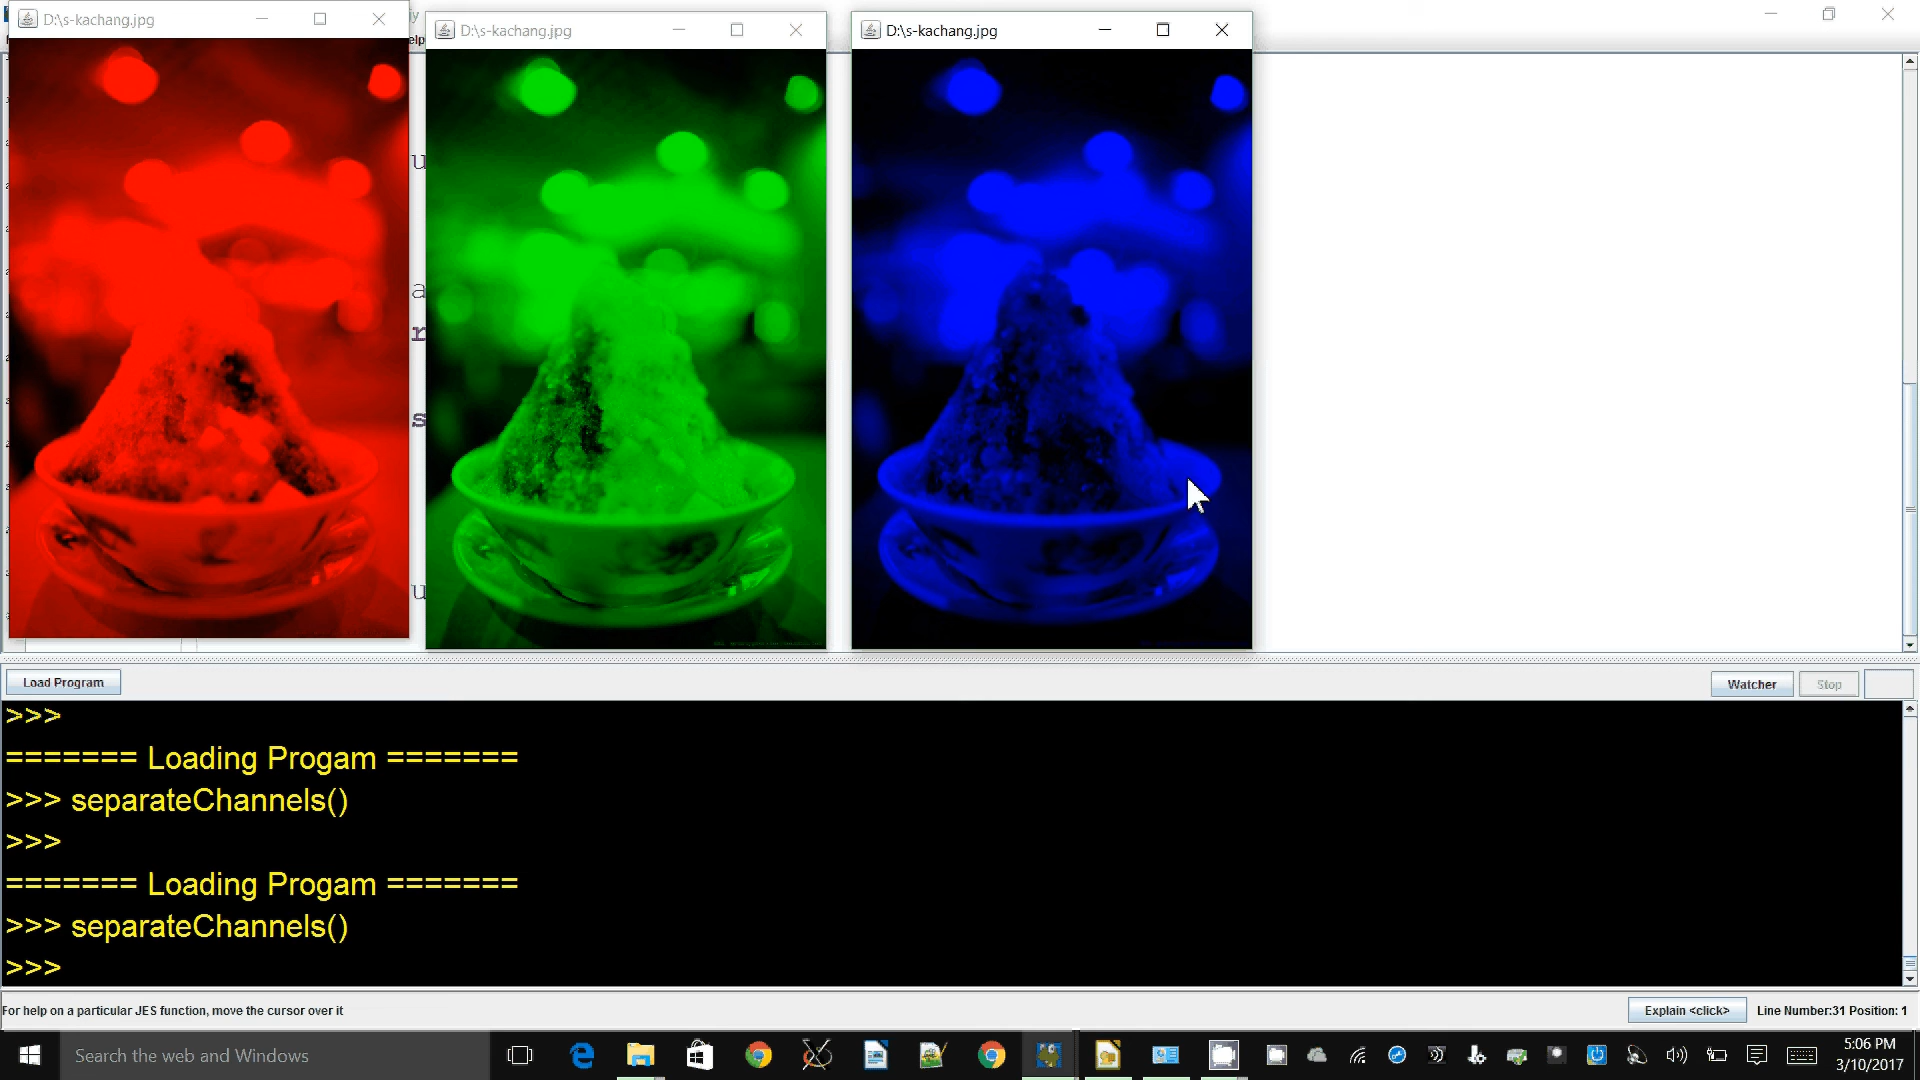 D:\s-kachang.jpg
D:\s-kachang.jpg
D:\s-kachang.jpg
Load Program
Watcher
Stop
>>>
======= Loading Progam =======
>>> separateChannels()
>>>
======= Loading Progam =======
>>> separateChannels()
>>>
For help on a particular JES function, move the cursor over it
Explain <click>
Line Number:31 Position: 1
Search the web and Windows
5:06 PM
3/10/2017